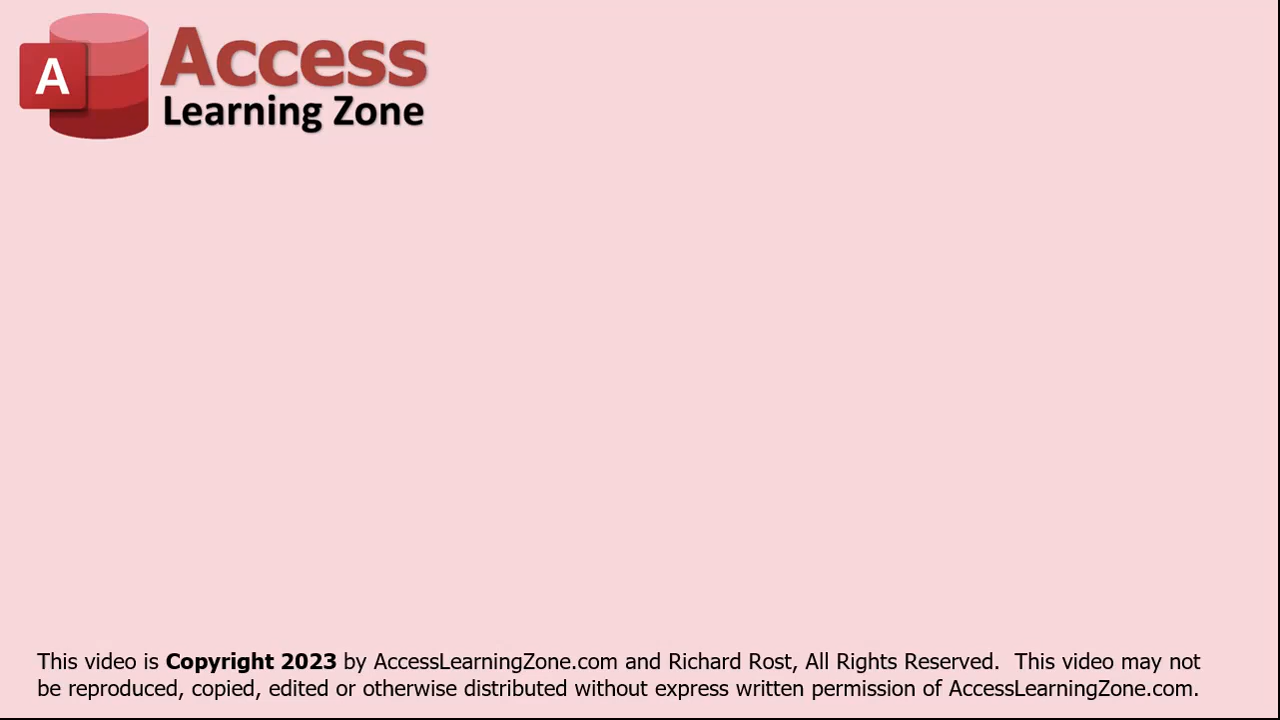 A
Access
Learning Zone
This video is Copyright 2023 by AccessLearningZone.com and Richard Rost, All Rights Reserved.  This video may not
be reproduced, copied, edited or otherwise distributed without express written permission of AccessLearningZone.com.